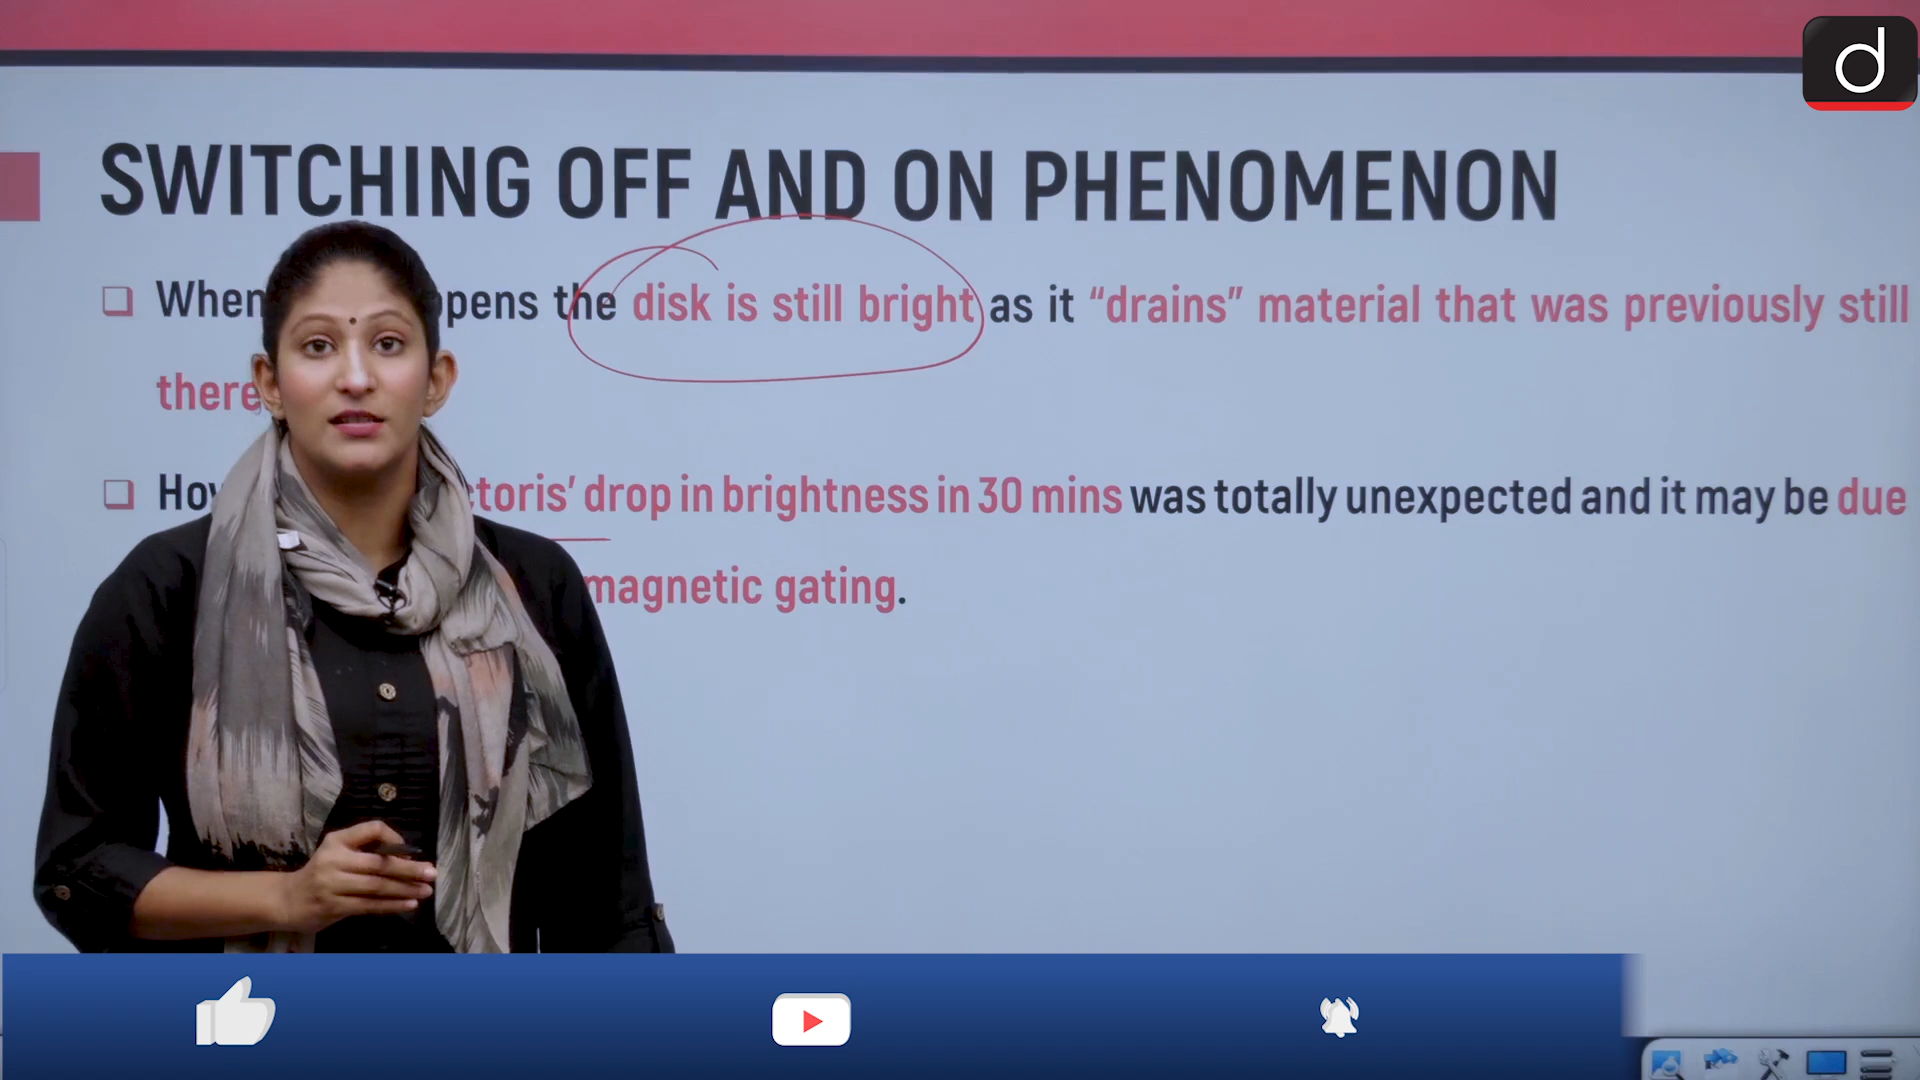 d
SWITCHING OFF AND ON PHENOMENON
When pens the disk is still bright as it “drains” material that was previously still
there
How toris’ drop in brightness in 30 mins was totally unexpected and it may be due
magnetic gating.